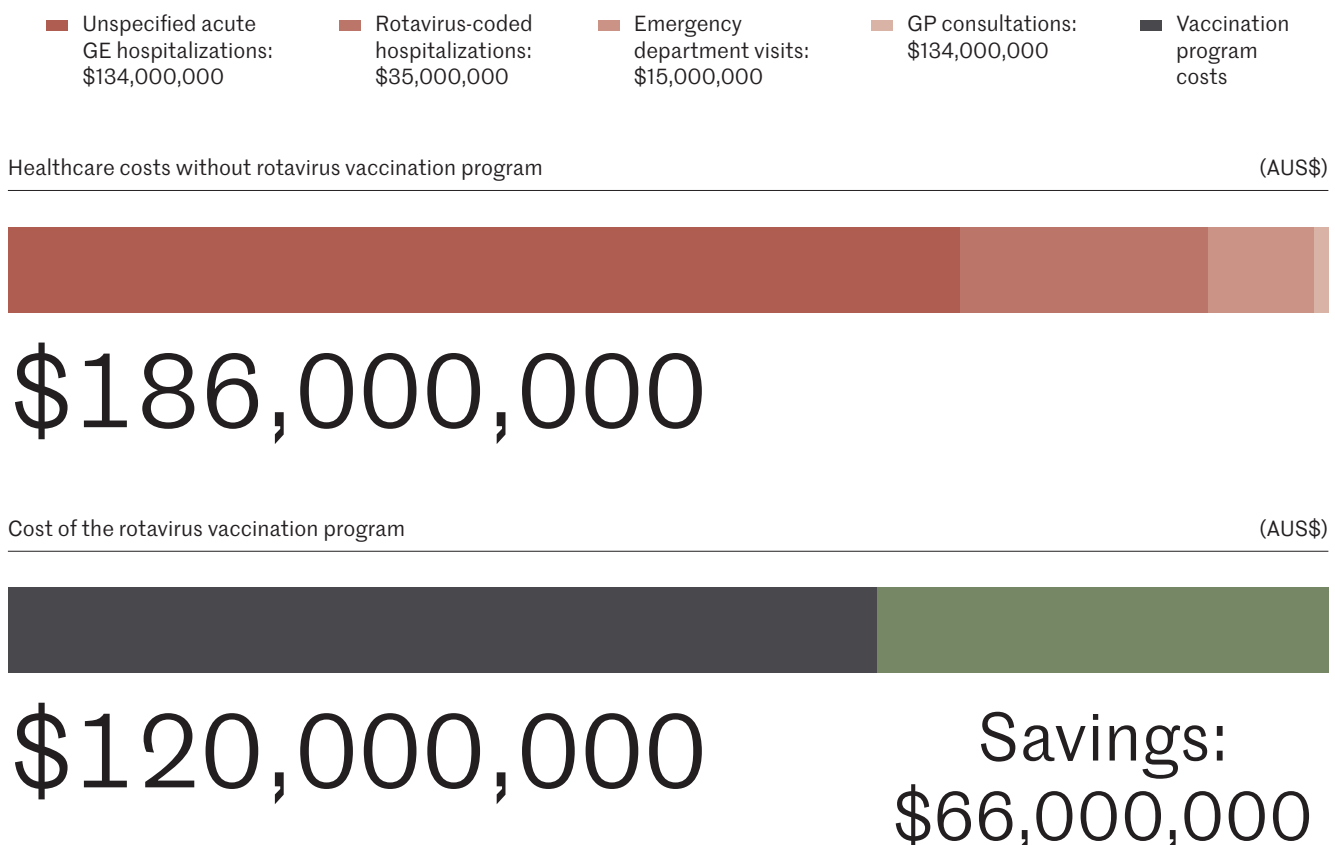 Unspecified acute
GE hospitalizations:
$134,000,000
Rotavirus-coded
hospitalizations:
$35,000,000
Emergency
department visits:
$15,000,000
GP consultations:
$134,000,000
Vaccination
program
costs
Healthcare costs without rotavirus vaccination program
(AUS$)
$186,000,000
Cost of the rotavirus vaccination program
(AUS$)
$120,000,000
Savings:
$66,000,000